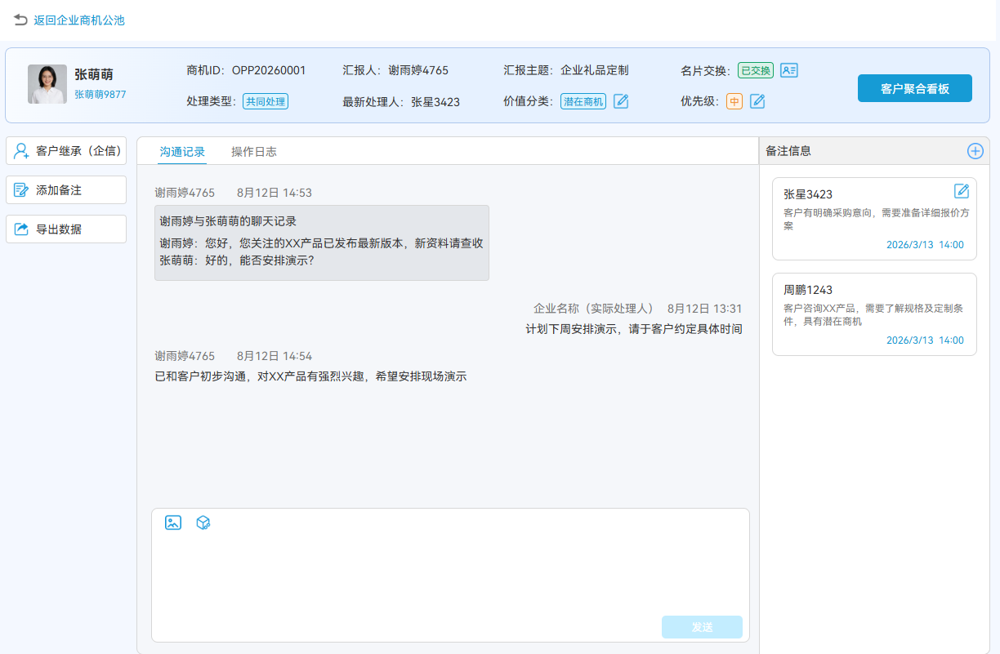 返回企业商机公池
张萌萌
张萌萌9877
商机ID：OPP20260001
汇报人：谢雨婷4765
汇报主题：企业礼品定制
名片交换：已交换
处理类型：共同处理
最新处理人：张星3423
价值分类：潜在商机
优先级：中
客户聚合看板
客户继承（企信）
添加备注
导出数据
沟通记录
操作日志
谢雨婷4765 8月12日 14:53
谢雨婷与张萌萌的聊天记录
谢雨婷：您好，您关注的XX产品已发布最新版本，新资料请查收
张萌萌：好的，能否安排演示？
企业名称（实际处理人） 8月12日 13:31
计划下周安排演示，请于客户约定具体时间
谢雨婷4765 8月12日 14:54
已和客户初步沟通，对XX产品有强烈兴趣，希望安排现场演示
发送
备注信息
张星3423
客户有明确采购意向，需要准备详细报价方
案
2026/3/13 14:00
周鹏1243
客户咨询XX产品，需要了解规格及定制条
件，具有潜在商机
2026/3/13 14:00